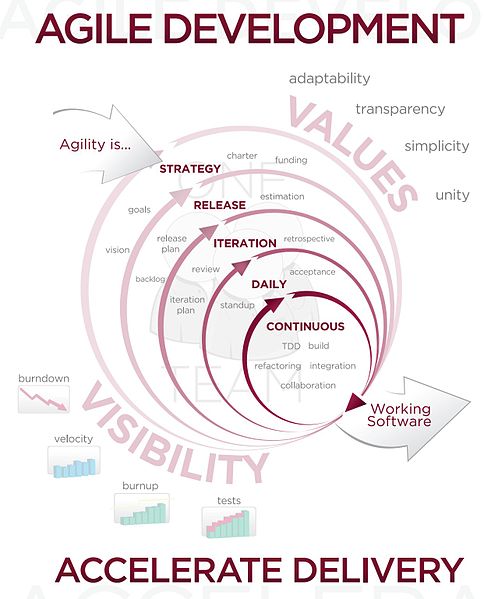 AGILE DEVELOPMENT
adaptability
transparency
simplicity
unity
VALUES
Agility is...
STRATEGY
charter
funding
goals
vision
RELEASE
estimation
release
plan
backlog
ITERATION
retrospective
review
iteration
plan
DAILY
acceptance
standup
CONTINUOUS
TDD
build
refactoring
integration
collaboration
ONE
TEAM
Working
Software
VISIBILITY
burndown
velocity
burnup
tests
ACCELERATE DELIVERY